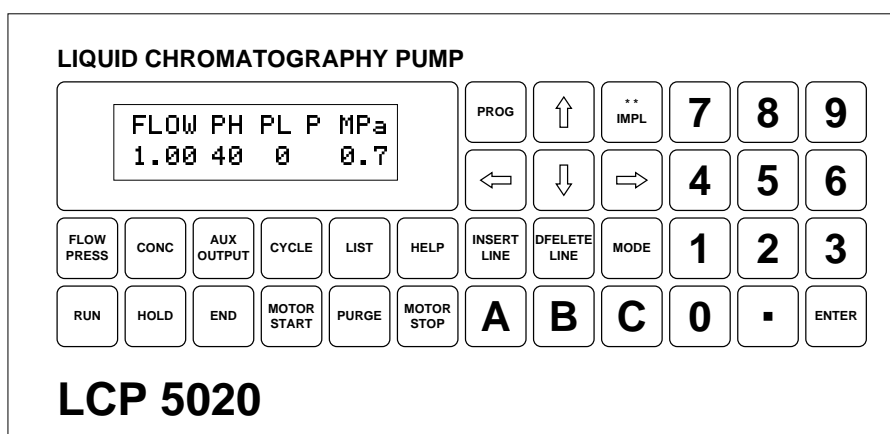 LIQUID CHROMATOGRAPHY PUMP
FLOW PH PL P MPa
1.00 40 0 0.7
PROG
* *
IMPL
7
8
9
4
5
6
FLOW
PRESS
CONC
AUX
OUTPUT
CYCLE
LIST
HELP
INSERT
LINE
DFELETE
LINE
MODE
1
2
3
RUN
HOLD
END
MOTOR
START
PURGE
MOTOR
STOP
A
B
C
0
.
ENTER
LCP 5020